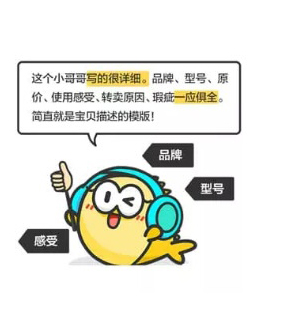 这个小哥哥写的很详细。品牌、型号、原
价、使用感受、转卖原因、瑕疵一应俱全。
简直就是宝贝描述的模版！
品牌
型号
感受